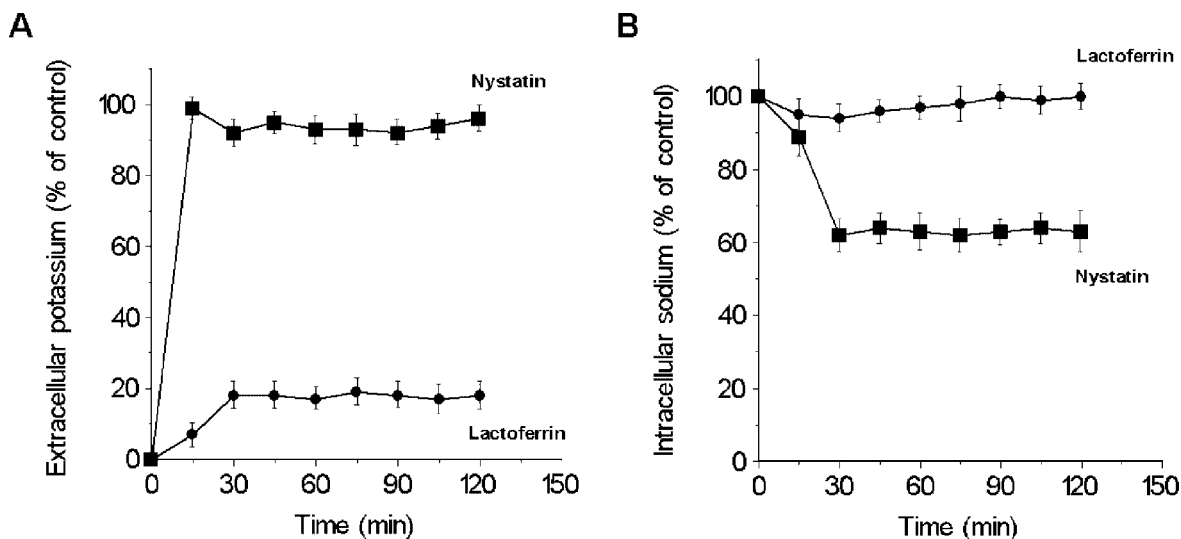 A
Extracellular potassium (% of control)
100
80
60
40
20
0
Nystatin
Lactoferrin
0 30 60 90 120 150
Time (min)
B
Intracellular sodium (% of control)
100
80
60
40
20
0
Lactoferrin
Nystatin
0 30 60 90 120 150
Time (min)